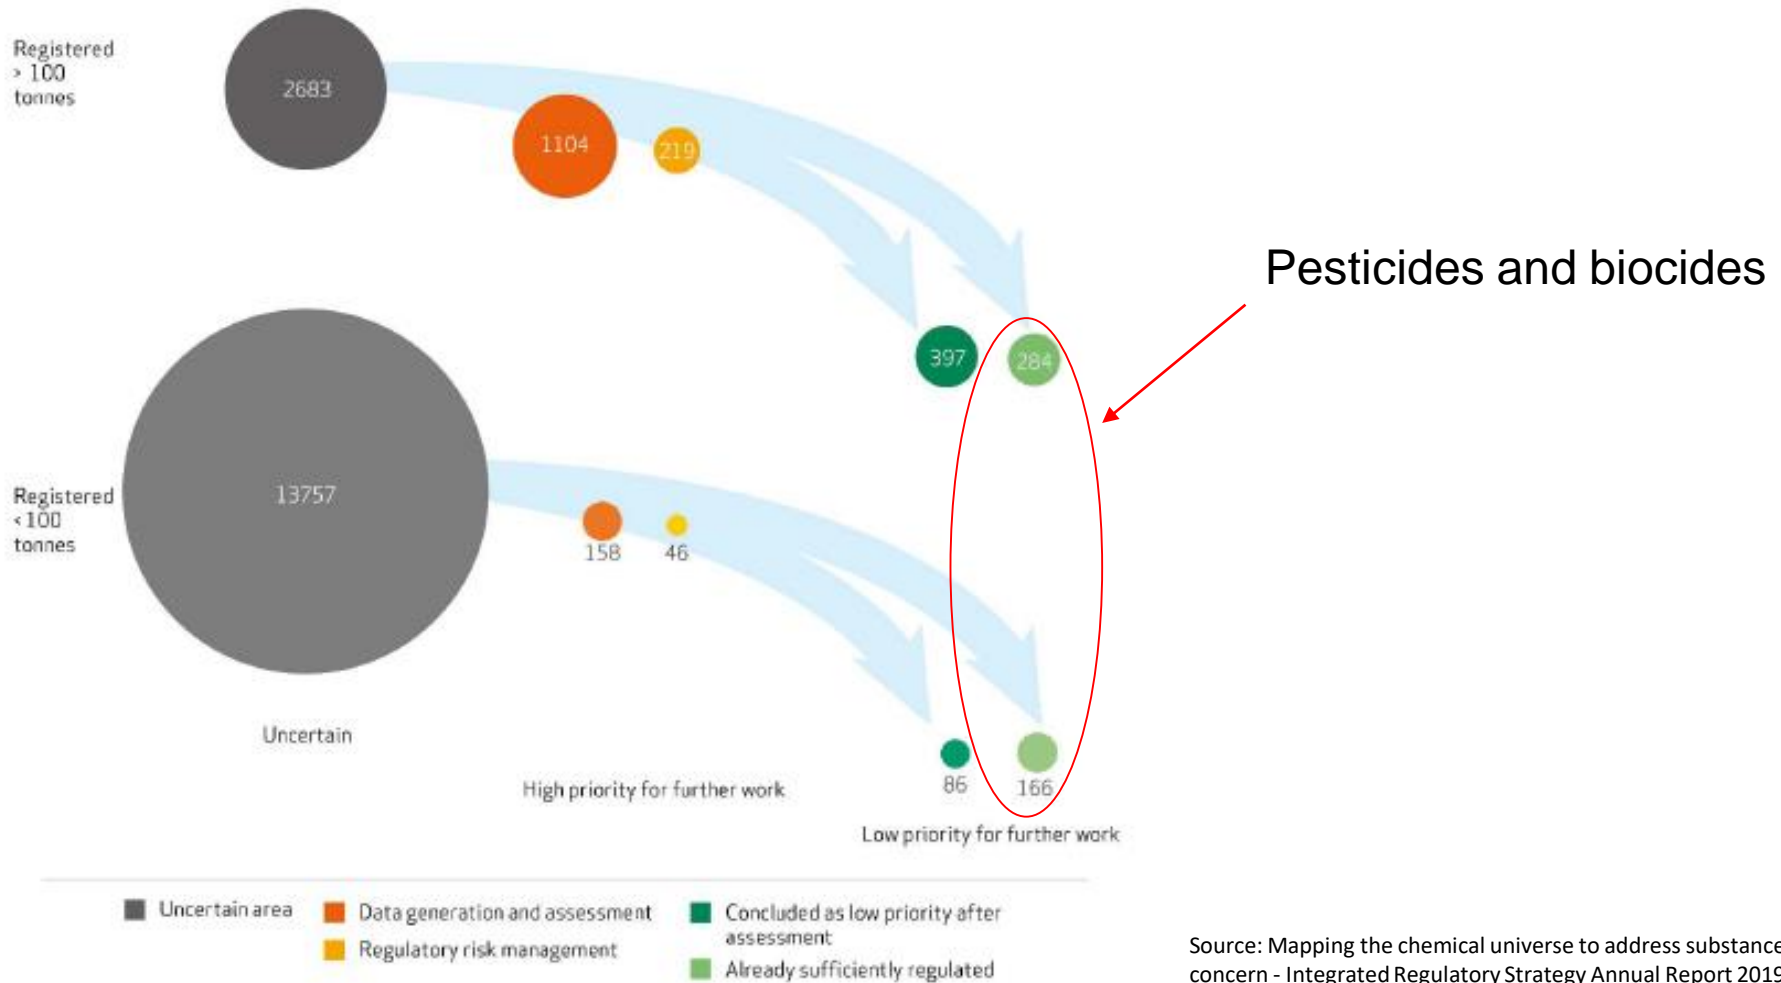 Registered
> 100
tonnes
2683
1104
219
Pesticides and biocides
397
284
Registered
< 100
tonnes
13757
158
46
Uncertain
High priority for further work
86
166
Low priority for further work
Uncertain area
Data generation and assessment
Regulatory risk management
Concluded as low priority after
assessment
Already sufficiently regulated
Source: Mapping the chemical universe to address substance
concern - Integrated Regulatory Strategy Annual Report 2019